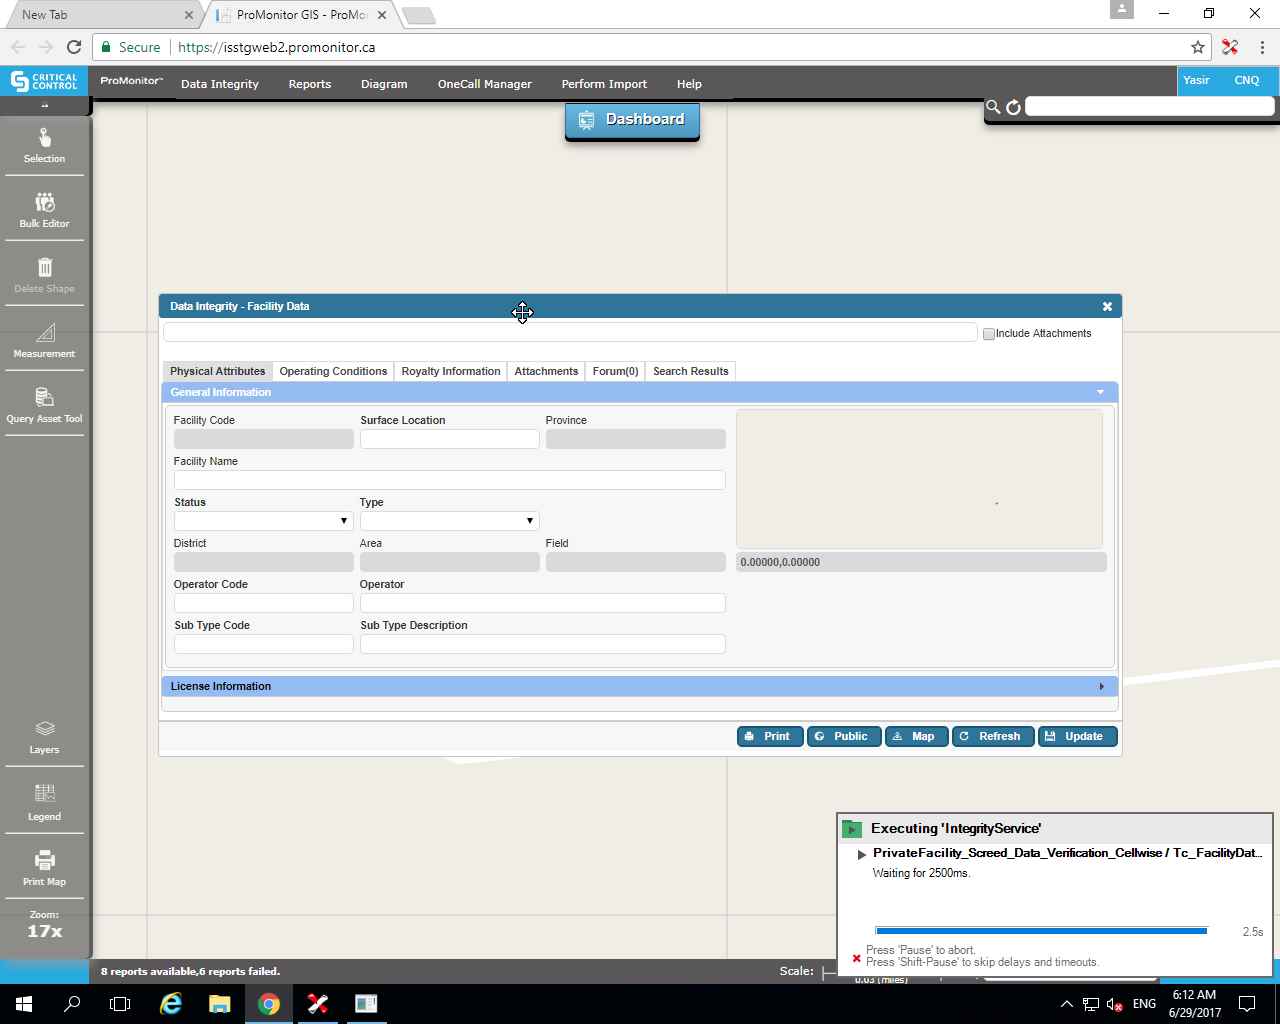 New Tab
ProMonitor GIS - ProMo
Secure
https://isstgweb2.promonitor.ca
CRITICAL CONTROL
ProMonitor™
Data Integrity
Reports
Diagram
OneCall Manager
Perform Import
Help
Yasir
CNQ
Dashboard
Selection
Bulk Editor
Delete Shape
Measurement
Query Asset Tool
Layers
Legend
Print Map
Zoom:
17x
Data Integrity - Facility Data
Include Attachments
Physical Attributes
Operating Conditions
Royalty Information
Attachments
Forum(0)
Search Results
General Information
Facility Code
Surface Location
Province
Facility Name
Status
Type
District
Area
Field
0.00000,0.00000
Operator Code
Operator
Sub Type Code
Sub Type Description
License Information
Print
Public
Map
Refresh
Update
Executing 'IntegrityService'
PrivateFacility_Screed_Data_Verification_Cellwise / Tc_FacilityDat...
Waiting for 2500ms.
2.5s
Press 'Pause' to abort.
Press 'Shift-Pause' to skip delays and timeouts.
8 reports available,6 reports failed.
Scale:
0.03 (miles)
ENG
6:12 AM
6/29/2017